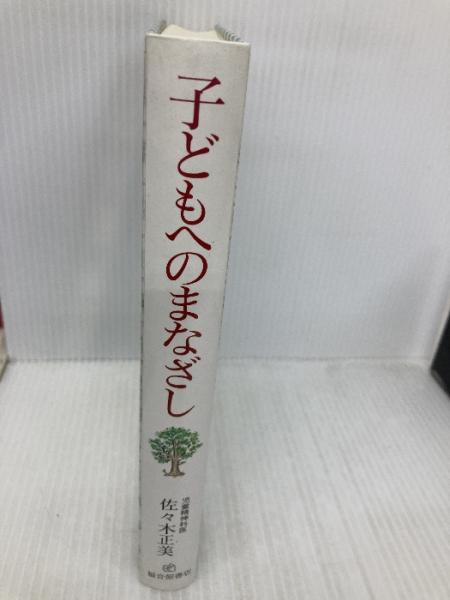 子どもへのまなざし
児童精神科医
佐々木正美
福音館書店